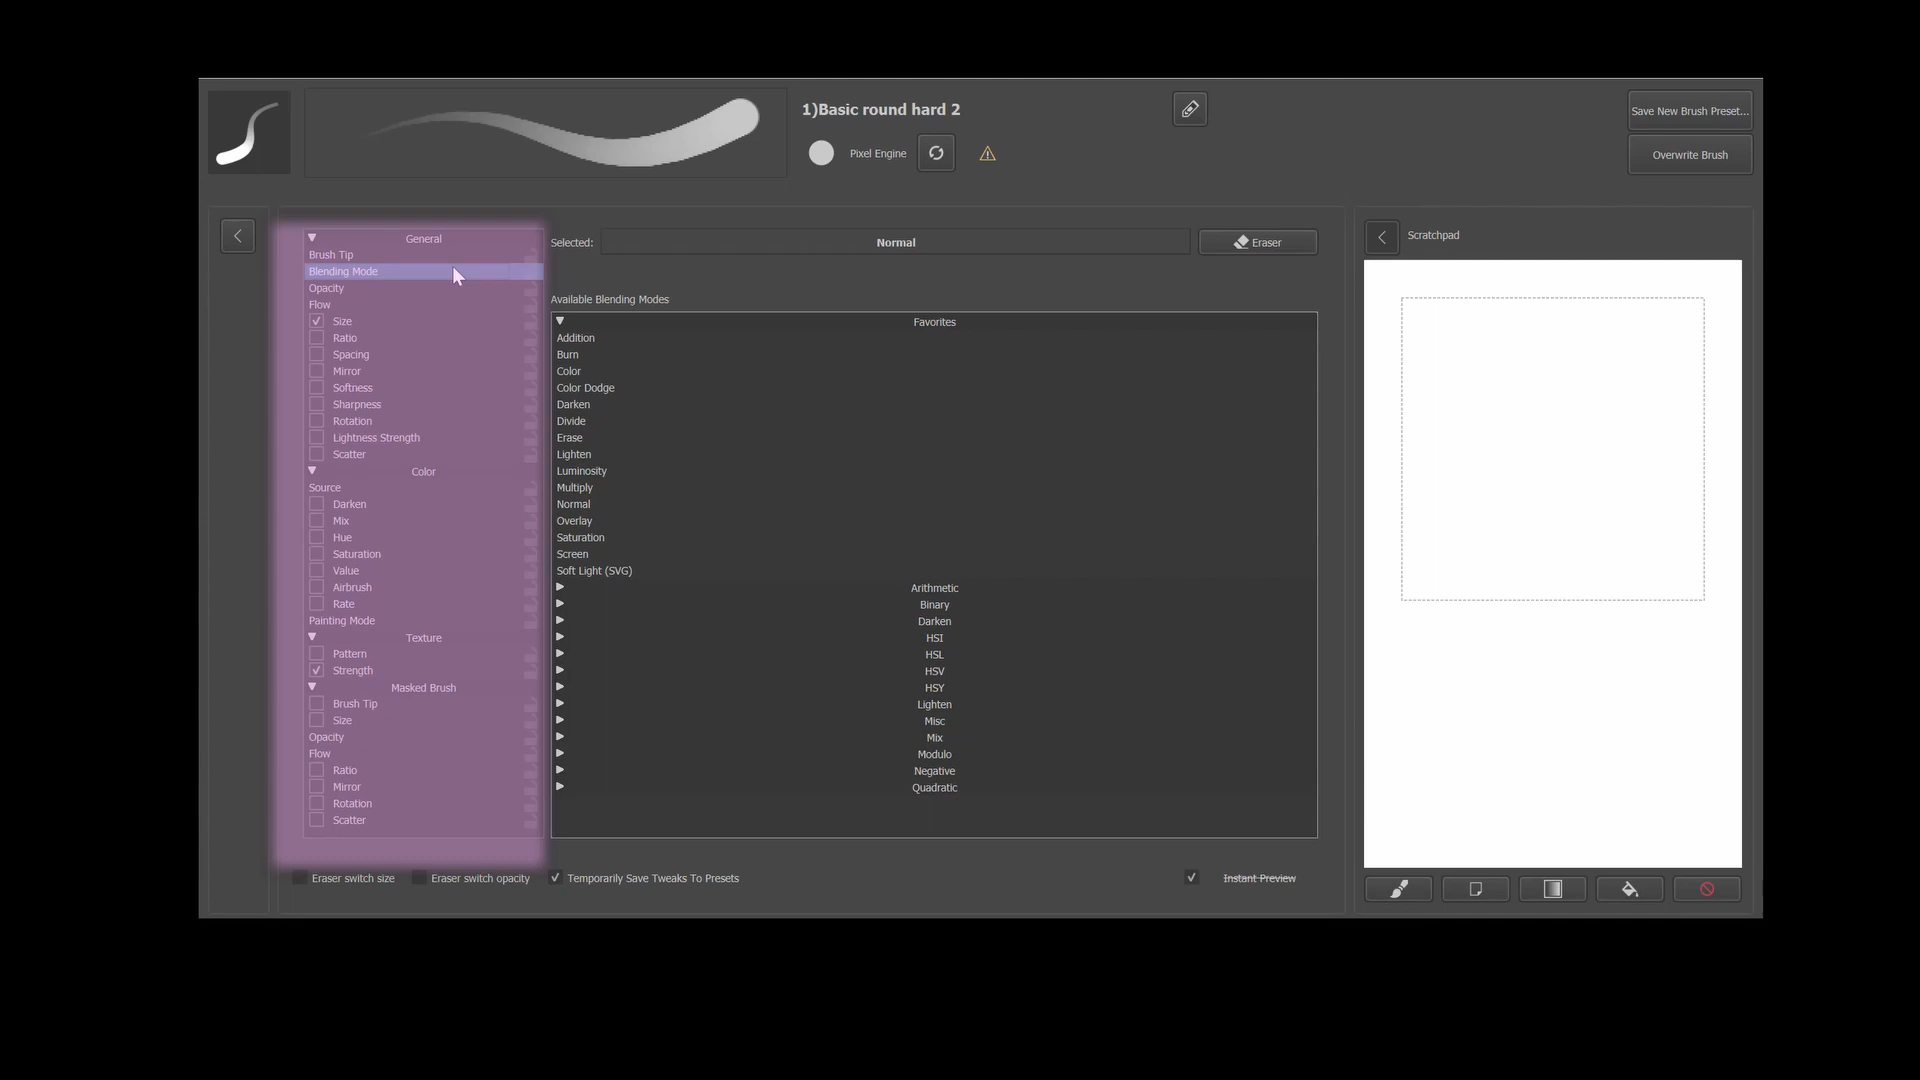 1)Basic round hard 2
Pixel Engine
Save New Brush Preset...
Overwrite Brush
General
Brush Tip
Blending Mode
Opacity
Flow
Size
Ratio
Spacing
Mirror
Softness
Sharpness
Rotation
Lightness Strength
Scatter
Color
Source
Darken
Mix
Hue
Saturation
Value
Airbrush
Rate
Painting Mode
Texture
Pattern
Strength
Masked Brush
Brush Tip
Size
Opacity
Flow
Ratio
Mirror
Rotation
Scatter
Selected: Normal Eraser
Available Blending Modes
Favorites
Addition
Burn
Color
Color Dodge
Darken
Divide
Erase
Lighten
Luminosity
Multiply
Normal
Overlay
Saturation
Screen
Soft Light (SVG)
Arithmetic
Binary
Darken
HSI
HSL
HSV
HSY
Lighten
Misc
Mix
Modulo
Negative
Quadratic
Scratchpad
Eraser switch size Eraser switch opacity Temporarily Save Tweaks To Presets Instant Preview